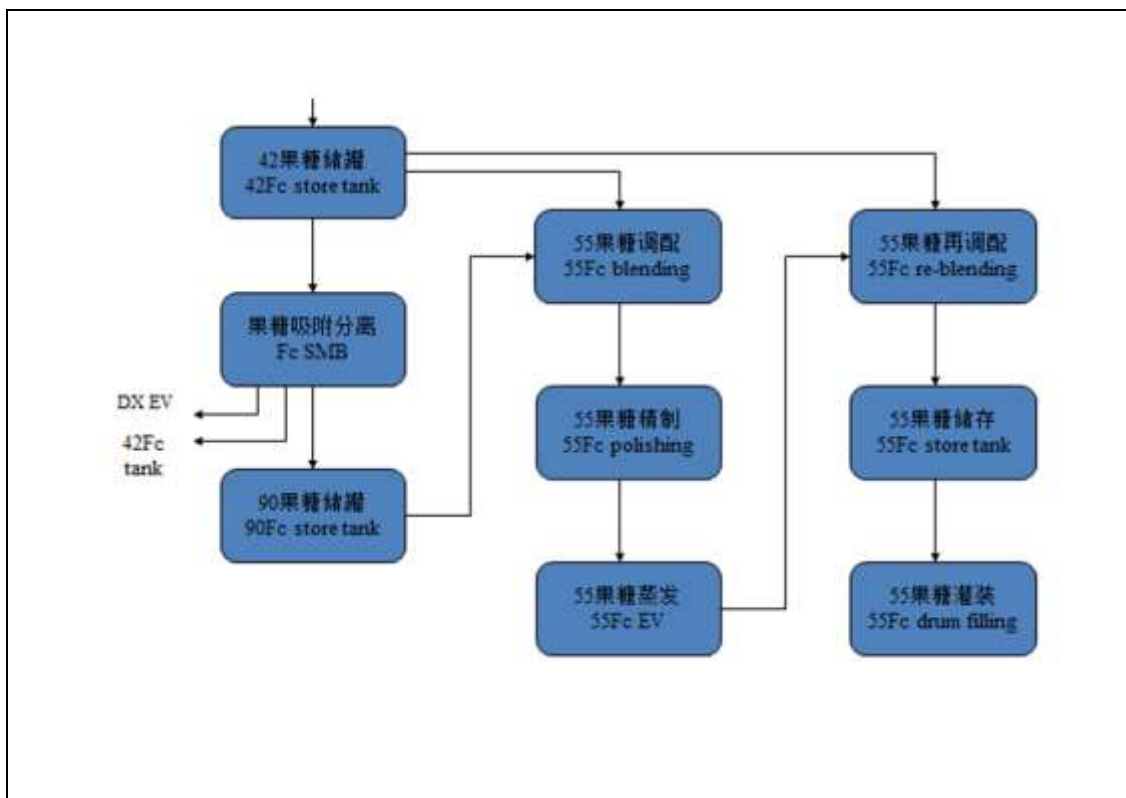 42果糖储罐
42Fc store tank
果糖吸附分离
Fc SMB
DX EV
42Fc
tank
90果糖储罐
90Fc store tank
55果糖调配
55Fc blending
55果糖精制
55Fc polishing
55果糖蒸发
55Fc EV
55果糖再调配
55Fc re-blending
55果糖储存
55Fc store tank
55果糖灌装
55Fc drum filling